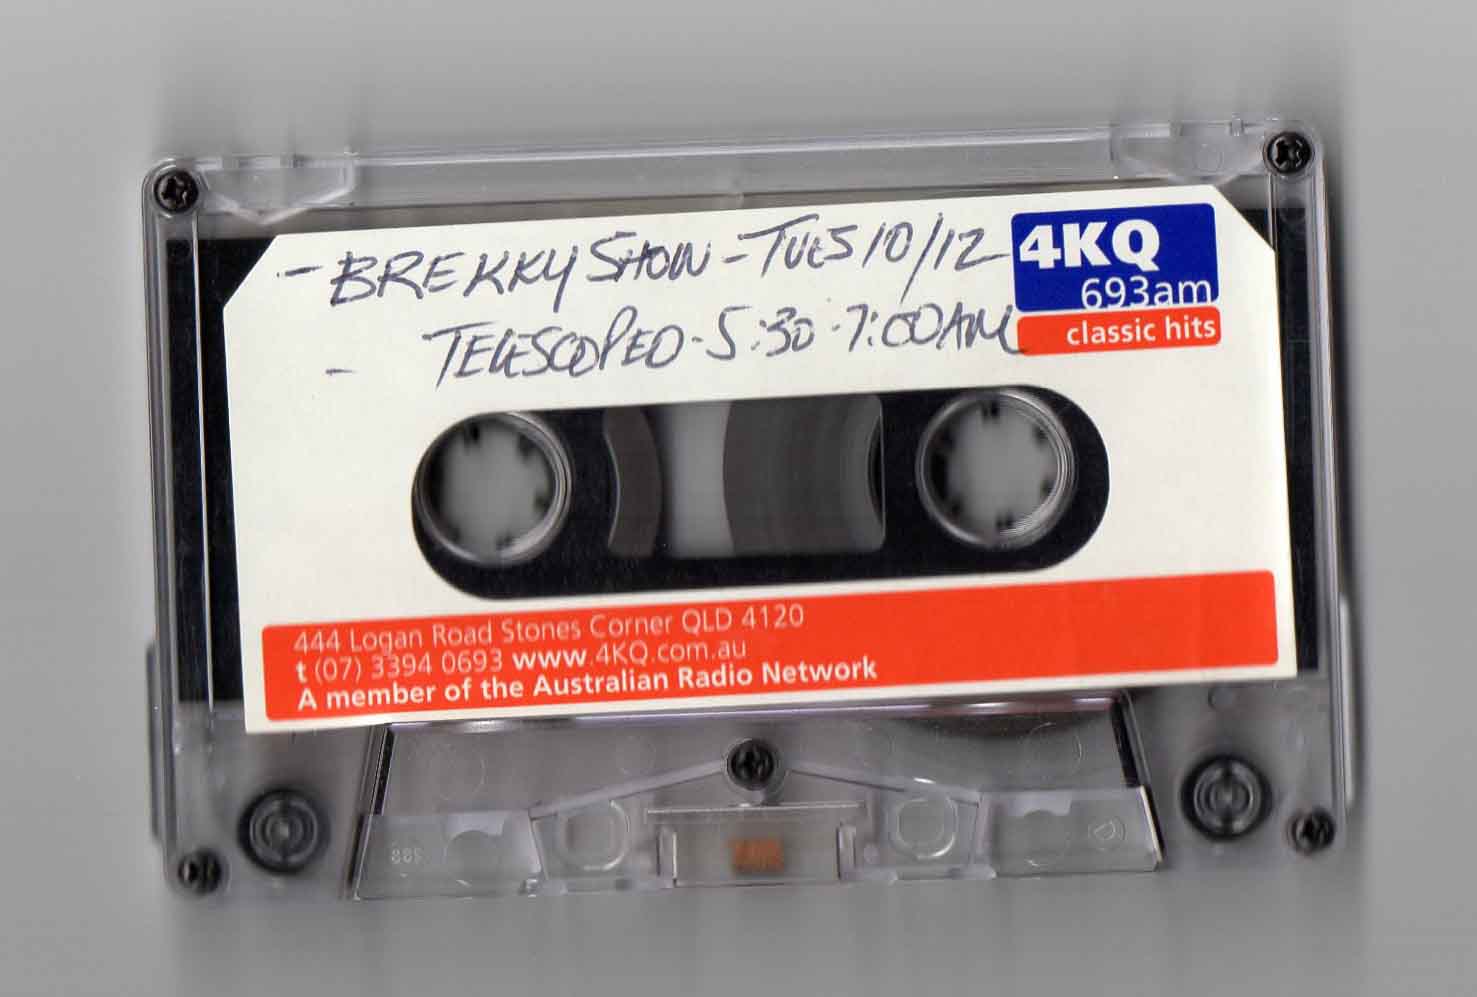 - BREKKY SHOW - TUES 10/12
- TELESCOPED - 5:30 - 7:00AM
4KQ
693am
classic hits
444 Logan Road Stones Corner QLD 4120
t (07) 3394 0693 www.4KQ.com.au
A member of the Australian Radio Network